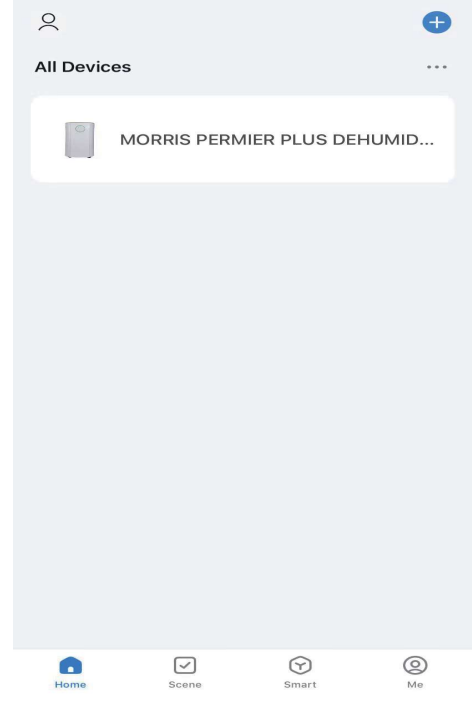 All Devices
MORRIS PERMIER PLUS DEHUMID...
Home
Scene
Smart
Me